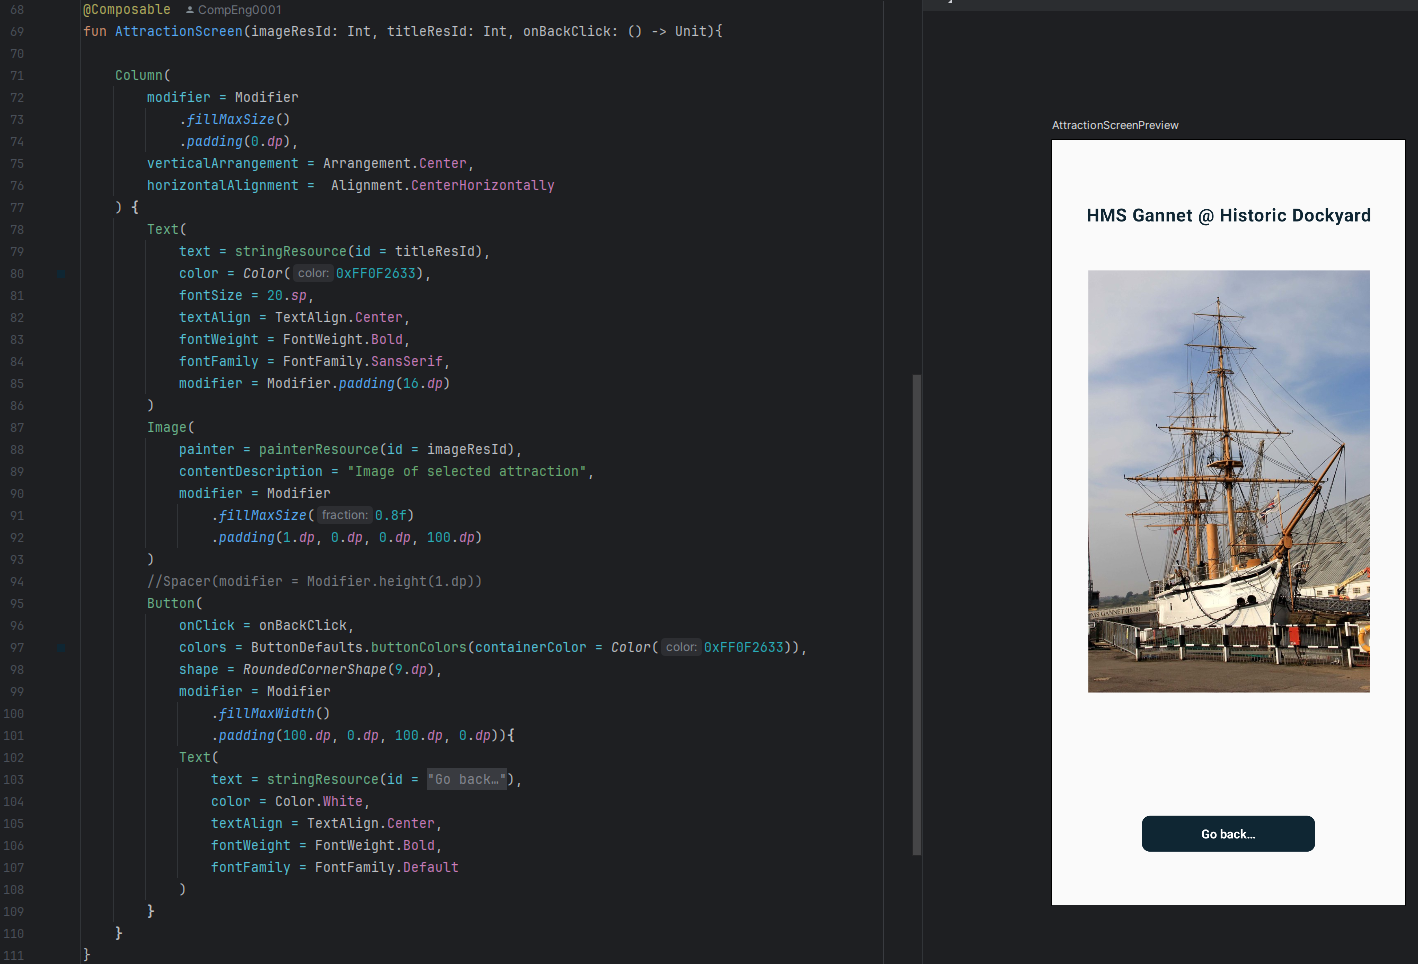 68 @Composable CompEng0001
69 fun AttractionScreen(imageResId: Int, titleResId: Int, onBackClick: () -> Unit){
70
71 Column(
72 modifier = Modifier
73 .fillMaxSize()
74 .padding(0.dp),
75 verticalArrangement = Arrangement.Center,
76 horizontalAlignment =  Alignment.CenterHorizontally
77 ) {
78 Text(
79 text = stringResource(id = titleResId),
80 color = Color( color: 0xFF0F2633),
81 fontSize = 20.sp,
82 textAlign = TextAlign.Center,
83 fontWeight = FontWeight.Bold,
84 fontFamily = FontFamily.SansSerif,
85 modifier = Modifier.padding(16.dp)
86 )
87 Image(
88 painter = painterResource(id = imageResId),
89 contentDescription = "Image of selected attraction",
90 modifier = Modifier
91 .fillMaxSize( fraction: 0.8f)
92 .padding(1.dp, 0.dp, 0.dp, 100.dp)
93 )
94 //Spacer(modifier = Modifier.height(1.dp))
95 Button(
96 onClick = onBackClick,
97 colors = ButtonDefaults.buttonColors(containerColor = Color( color: 0xFF0F2633)),
98 shape = RoundedCornerShape(9.dp),
99 modifier = Modifier
100 .fillMaxWidth()
101 .padding(100.dp, 0.dp, 100.dp, 0.dp)){
102 Text(
103 text = stringResource(id = "Go back…"),
104 color = Color.White,
105 textAlign = TextAlign.Center,
106 fontWeight = FontWeight.Bold,
107 fontFamily = FontFamily.Default
108 )
109 }
110 }
111 }
AttractionScreenPreview
HMS Gannet @ Historic Dockyard
Go back...